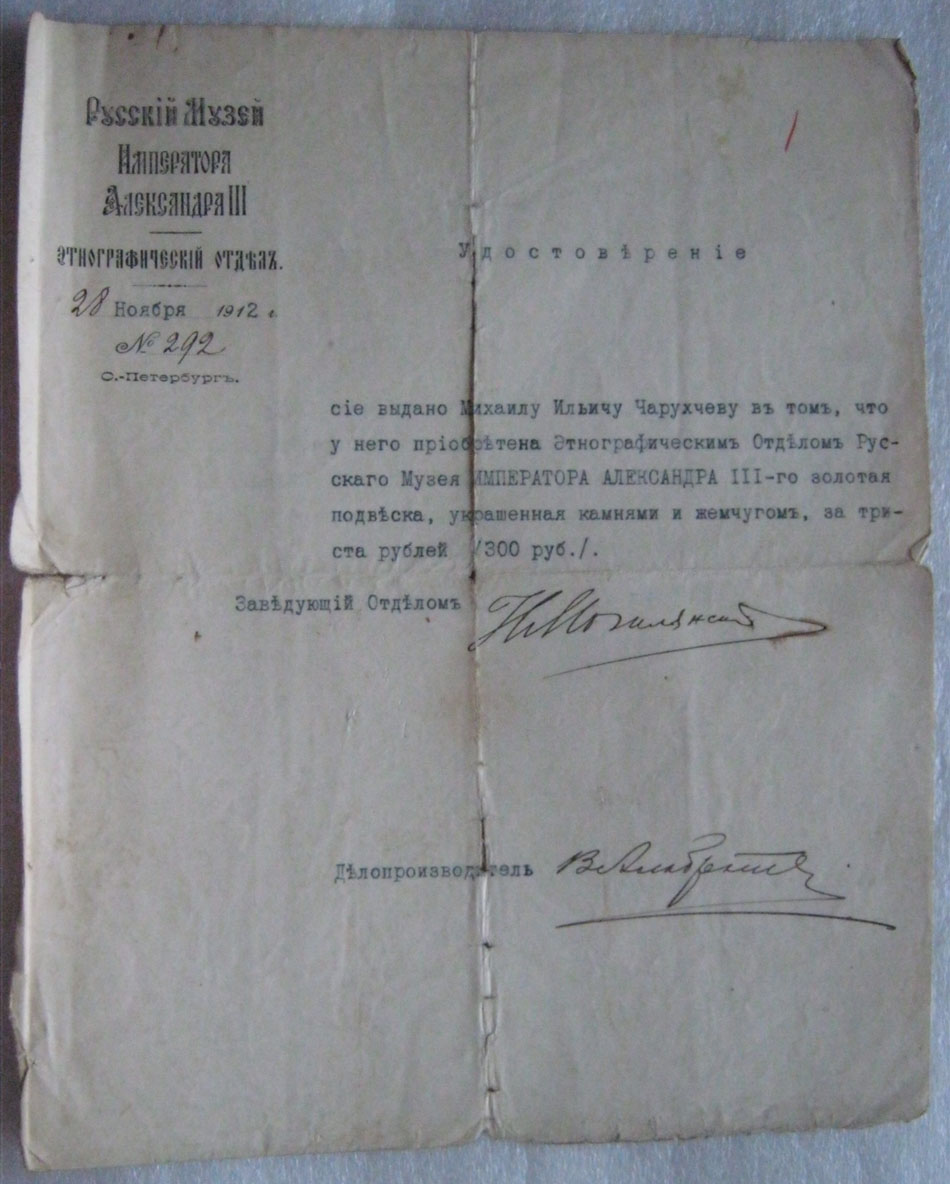 Русскій Музей
Императора
Александра III
Этнографическій отдѣлъ.
28 Ноября 1912 г.
№ 292
С.-Петербургъ.
Удостовѣреніе
сіе выдано Михаилу Ильичу Чарухчеву въ томъ, что
у него пріобрѣтена Этнографическимъ Отдѣломъ Рус-
скаго Музея ИМПЕРАТОРА АЛЕКСАНДРА III-го золотая
подвѣска, украшенная камнями и жемчугомъ, за три-
ста рублей /300 руб./.
Завѣдующій Отдѣломъ Н Могилянскій
Дѣлопроизводитель